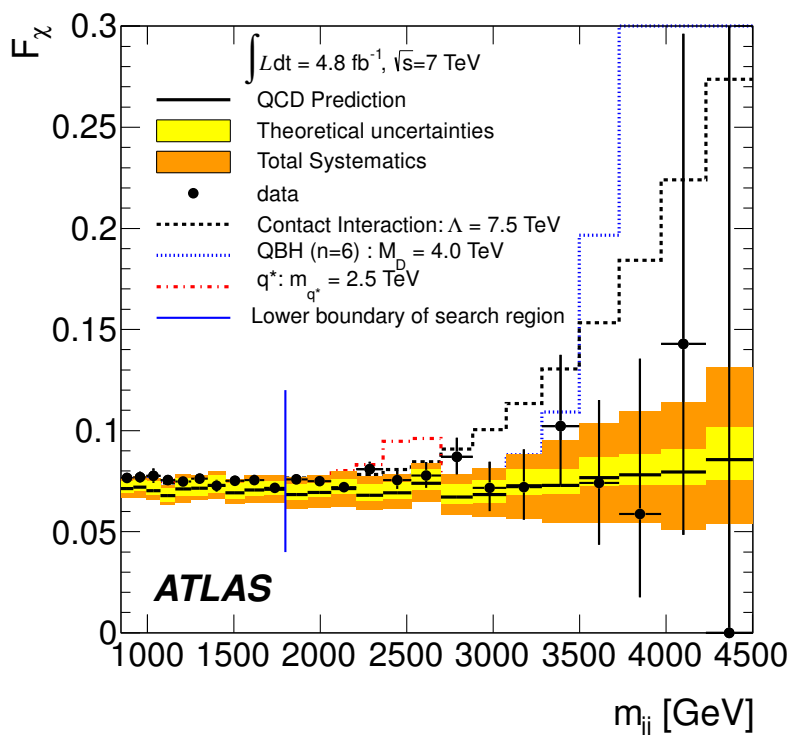 F_χ
0.3
0.25
0.2
0.15
0.1
0.05
0
∫Ldt = 4.8 fb⁻¹, √s=7 TeV
QCD Prediction
Theoretical uncertainties
Total Systematics
data
Contact Interaction: Λ = 7.5 TeV
QBH (n=6) : M_D = 4.0 TeV
q*: m_q* = 2.5 TeV
Lower boundary of search region
ATLAS
1000 1500 2000 2500 3000 3500 4000 4500
m_jj [GeV]